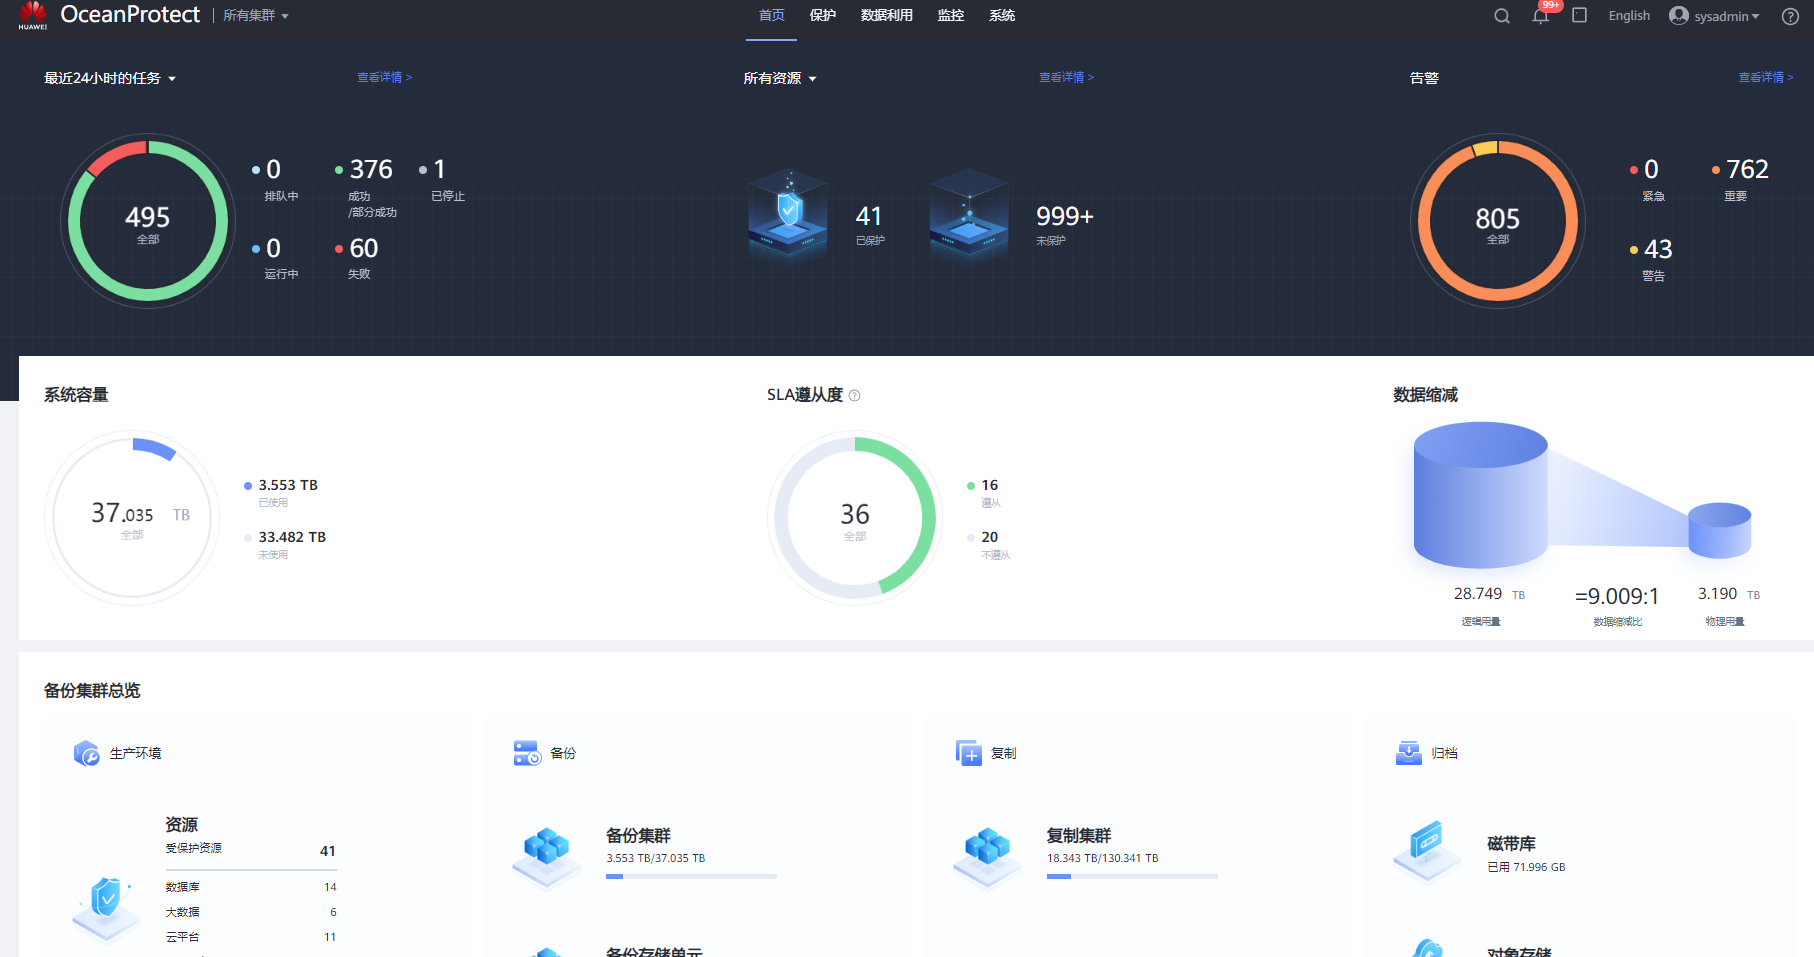 HUAWEI
OceanProtect
所有集群
首页
保护
数据利用
监控
系统
99+
English
sysadmin
最近24小时的任务
查看详情 >
495
全部
0
排队中
376
成功
/部分成功
1
已停止
0
运行中
60
失败
所有资源
查看详情 >
41
已保护
999+
未保护
告警
查看详情 >
805
全部
0
紧急
762
重要
43
警告
系统容量
37.035 TB
全部
3.553 TB
已使用
33.482 TB
未使用
SLA遵从度
36
全部
16
遵从
20
不遵从
数据缩减
28.749 TB
逻辑用量
=9.009:1
数据缩减比
3.190 TB
物理用量
备份集群总览
生产环境
资源
受保护资源 41
数据库 14
大数据 6
云平台 11
备份
备份集群
3.553 TB/37.035 TB
备份存储单元
复制
复制集群
18.343 TB/130.341 TB
归档
磁带库
已用 71.996 GB
对象存储